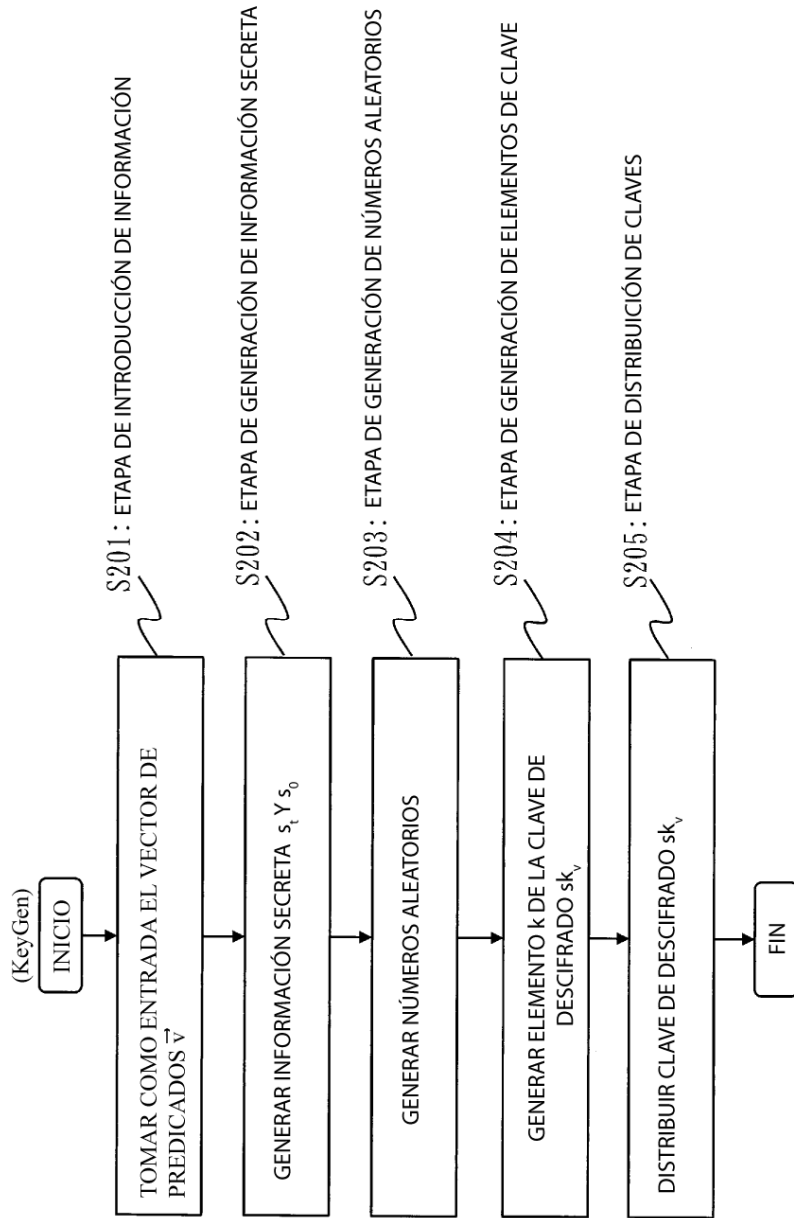 (KeyGen)
INICIO
TOMAR COMO ENTRADA EL VECTOR DE
PREDICADOS v⃗
S201: ETAPA DE INTRODUCCIÓN DE INFORMACIÓN
GENERAR INFORMACIÓN SECRETA s_t Y s_0
S202: ETAPA DE GENERACIÓN DE INFORMACIÓN SECRETA
GENERAR NÚMEROS ALEATORIOS
S203: ETAPA DE GENERACIÓN DE NÚMEROS ALEATORIOS
GENERAR ELEMENTO k DE LA CLAVE DE
DESCIFRADO sk_v
S204: ETAPA DE GENERACIÓN DE ELEMENTOS DE CLAVE
DISTRIBUIR CLAVE DE DESCIFRADO sk_v
S205: ETAPA DE DISTRIBUICIÓN DE CLAVES
FIN